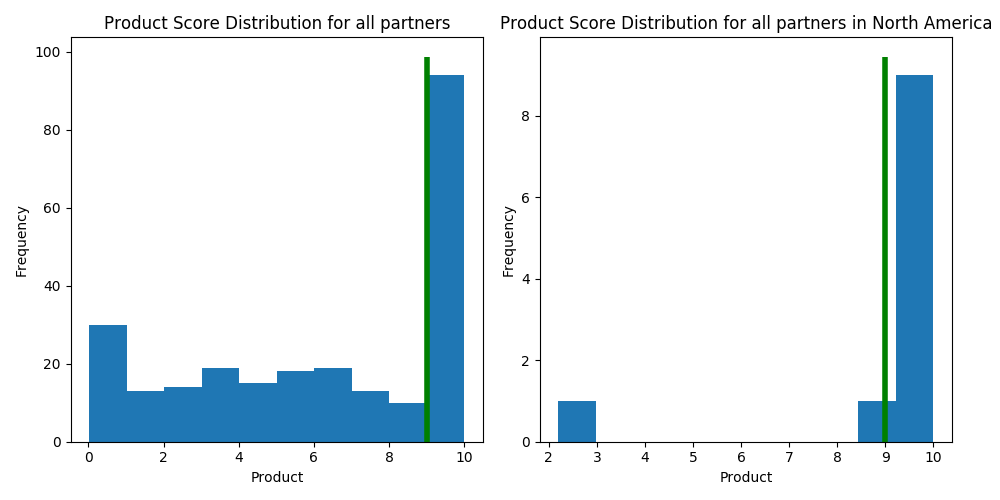 Product Score Distribution for all partners
100
80
60
40
20
0
Frequency
0 2 4 6 8 10
Product
Product Score Distribution for all partners in North America
8
6
4
2
0
Frequency
2 3 4 5 6 7 8 9 10
Product